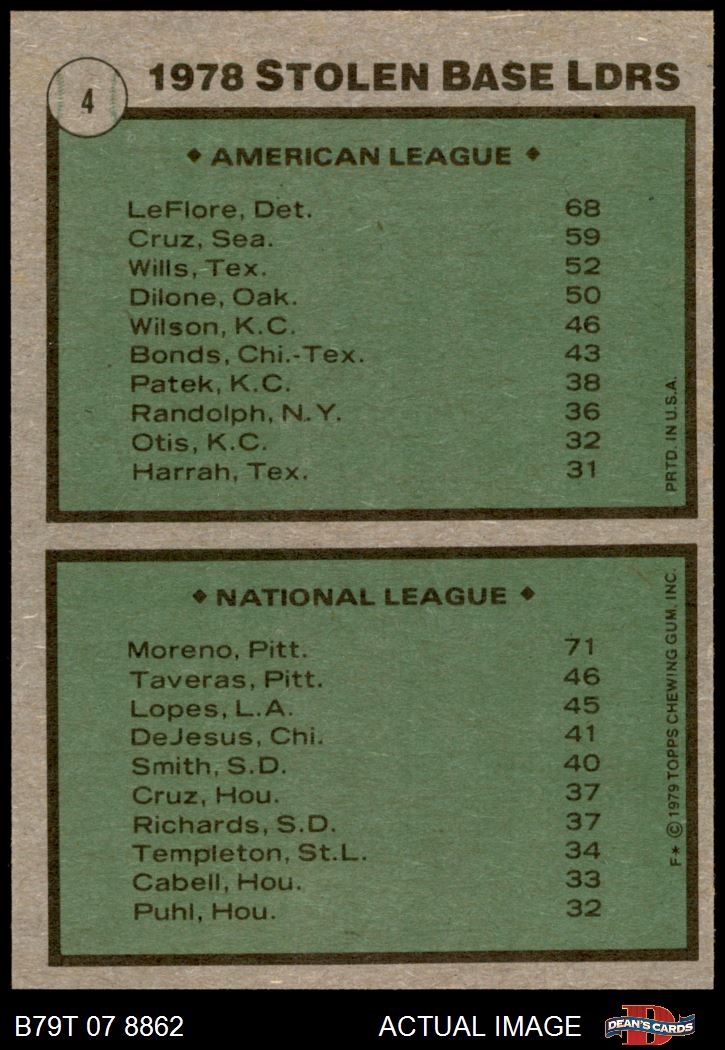 4
1978 STOLEN BASE LDRS
♦ AMERICAN LEAGUE ♦
LeFlore, Det. 68
Cruz, Sea. 59
Wills, Tex. 52
Dilone, Oak. 50
Wilson, K.C. 46
Bonds, Chi.-Tex. 43
Patek, K.C. 38
Randolph, N.Y. 36
Otis, K.C. 32
Harrah, Tex. 31
PRTD. IN U.S.A.
♦ NATIONAL LEAGUE ♦
Moreno, Pitt. 71
Taveras, Pitt. 46
Lopes, L.A. 45
DeJesus, Chi. 41
Smith, S.D. 40
Cruz, Hou. 37
Richards, S.D. 37
Templeton, St.L. 34
Cabell, Hou. 33
Puhl, Hou. 32
F* © 1979 TOPPS CHEWING GUM, INC.
B79T 07 8862 ACTUAL IMAGE
D
DEAN'S CARDS